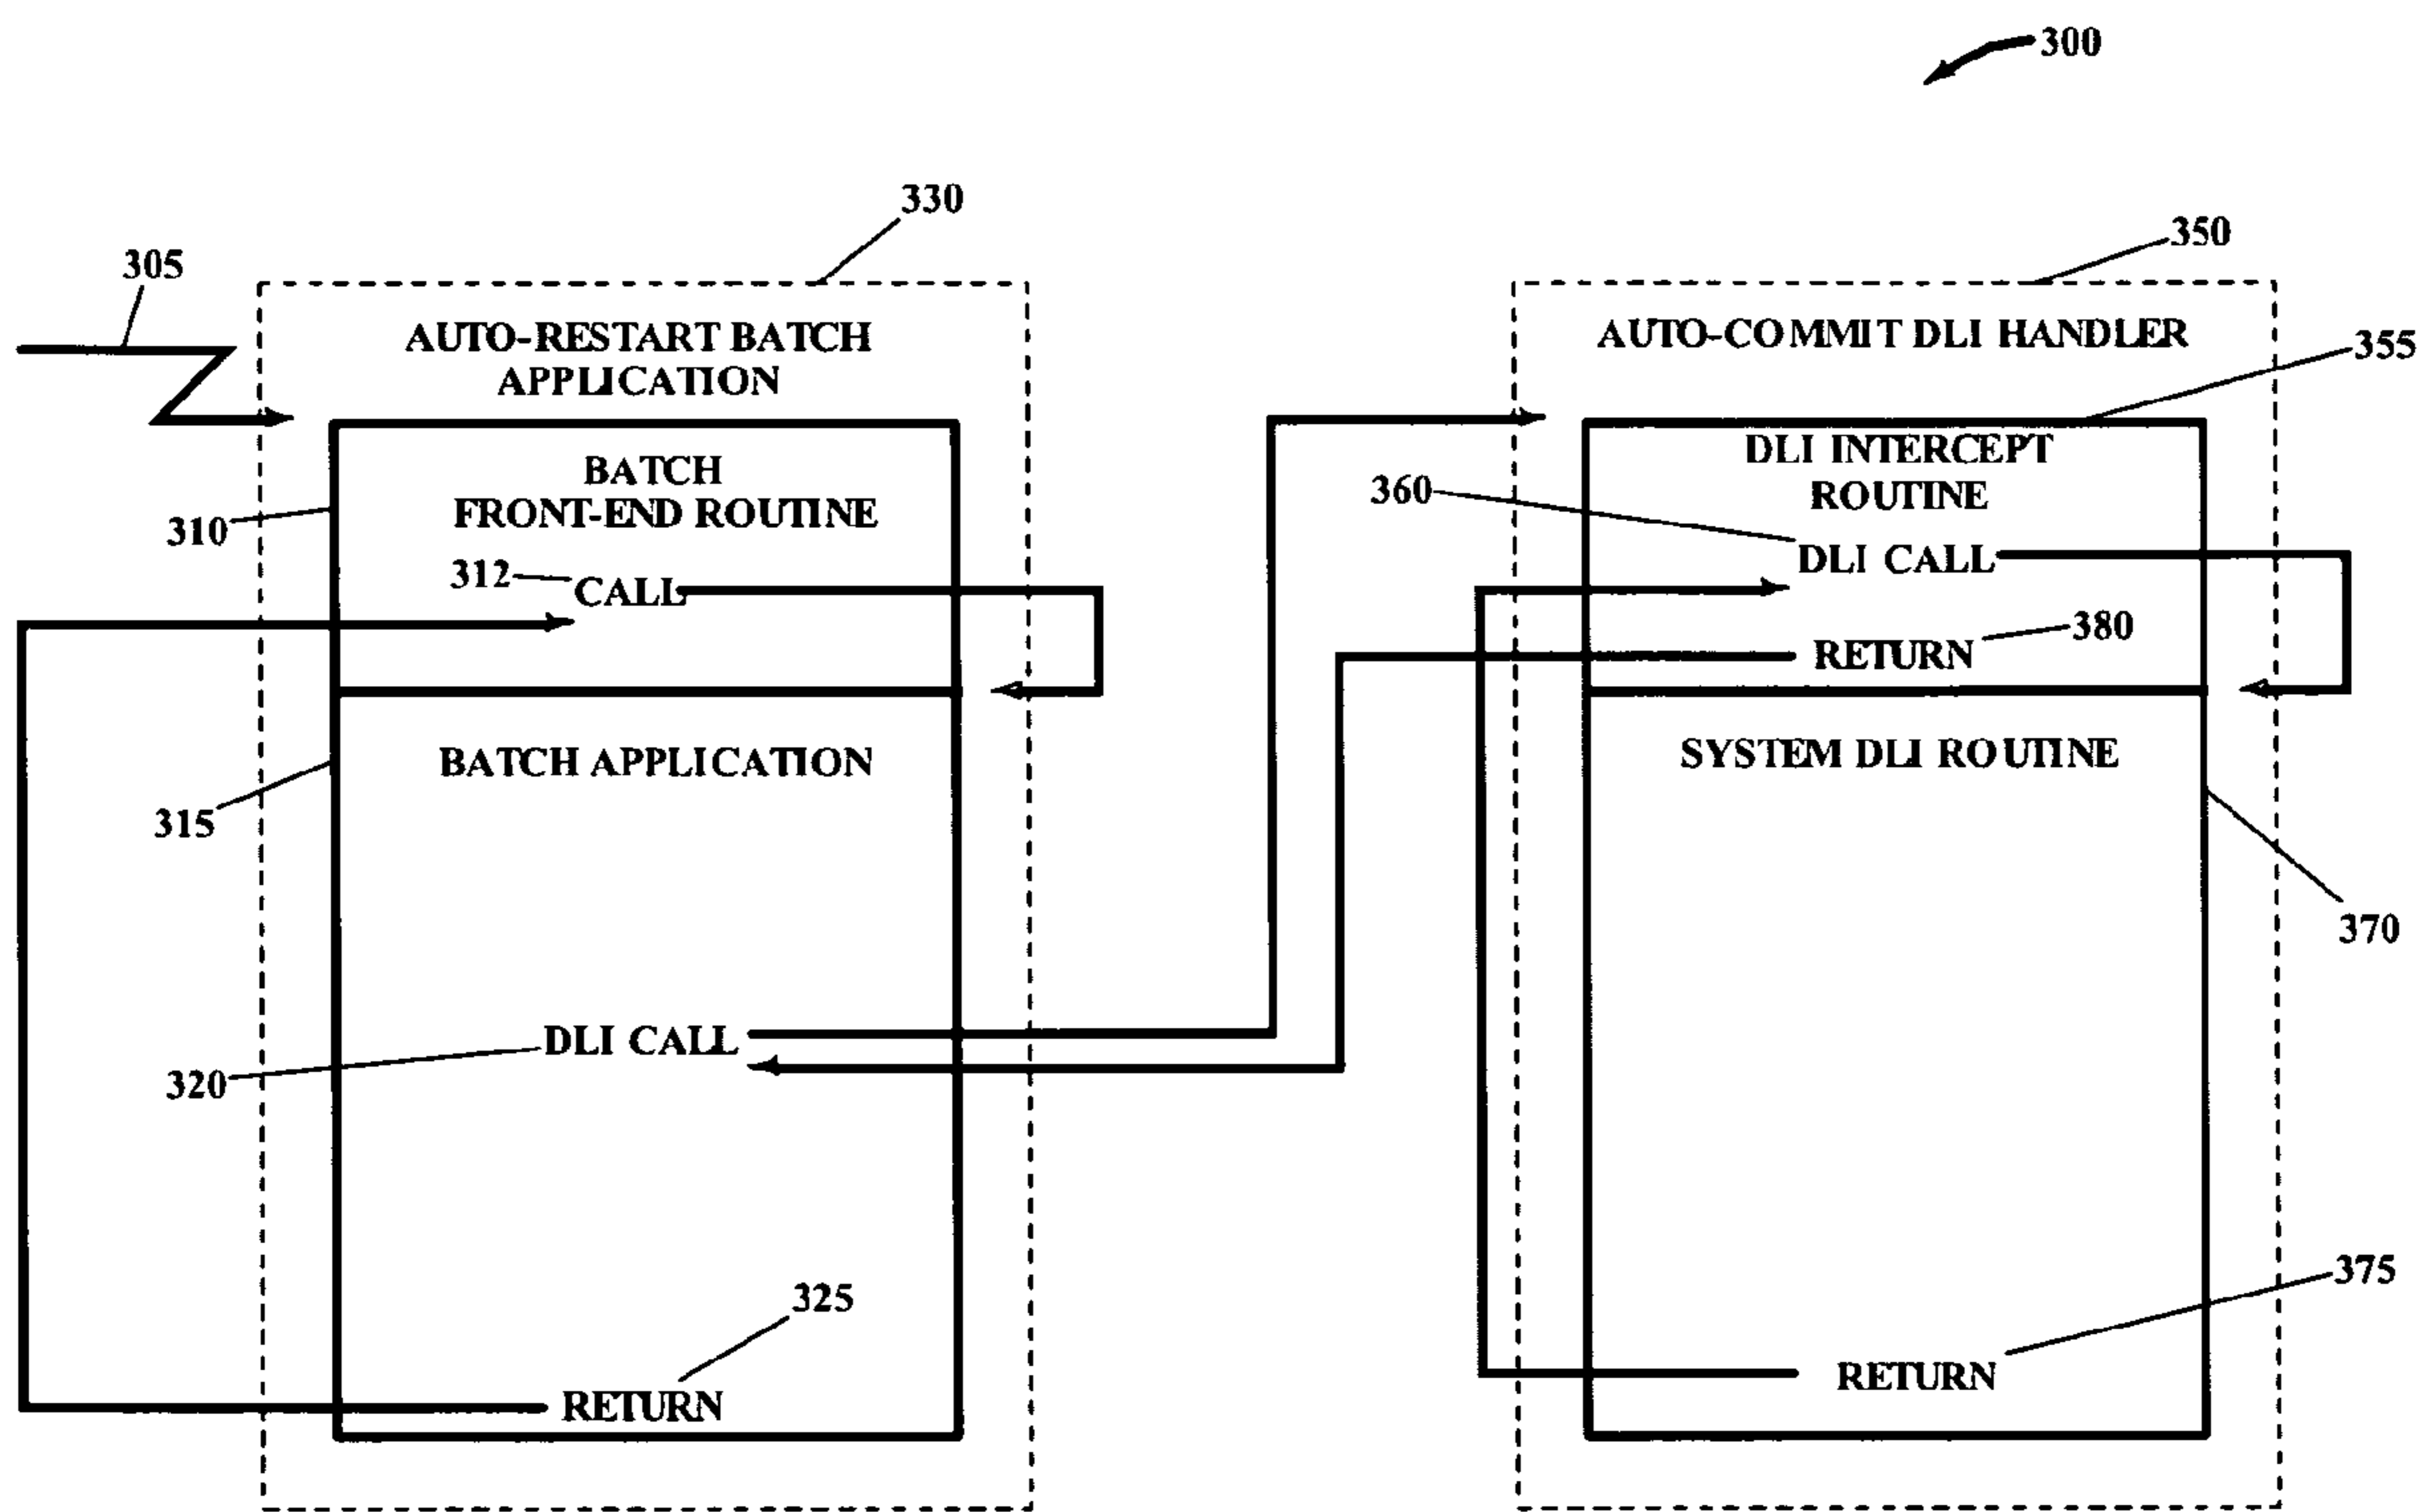 300
330
350
305
AUTO-RESTART BATCH
APPLICATION
AUTO-COMMIT DLI HANDLER
355
BATCH
FRONT-END ROUTINE
310
312
CALL
DLI INTERCEPT
ROUTINE
360
DLI CALL
380
RETURN
BATCH APPLICATION
315
SYSTEM DLI ROUTINE
370
DLI CALL
320
325
RETURN
375
RETURN